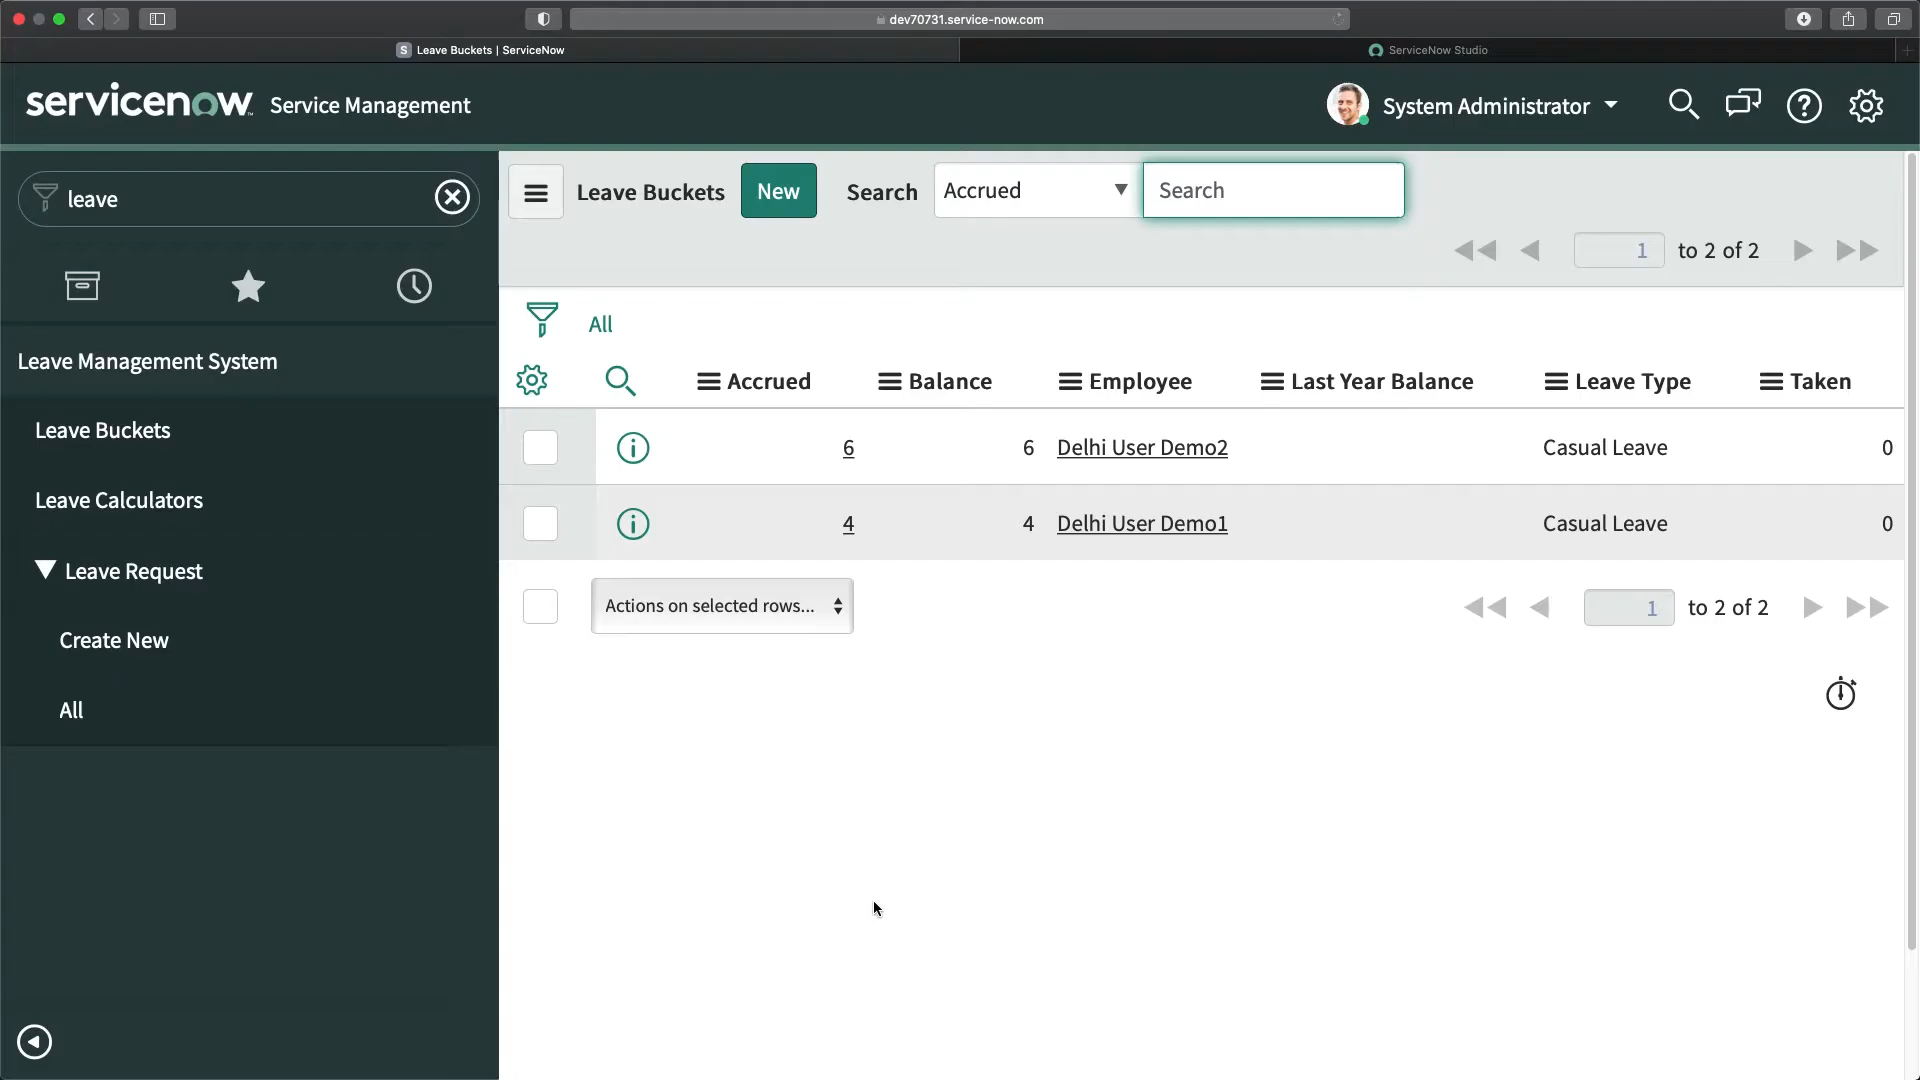 dev70731.service-now.com
S Leave Buckets | ServiceNow
ServiceNow Studio
servicenow Service Management
System Administrator
leave
Leave Buckets New Search Accrued Search
1 to 2 of 2
Leave Management System
Leave Buckets
Leave Calculators
Leave Request
Create New
All
All
Accrued Balance Employee Last Year Balance Leave Type Taken
6 6 Delhi User Demo2 Casual Leave 0
4 4 Delhi User Demo1 Casual Leave 0
Actions on selected rows... 1 to 2 of 2